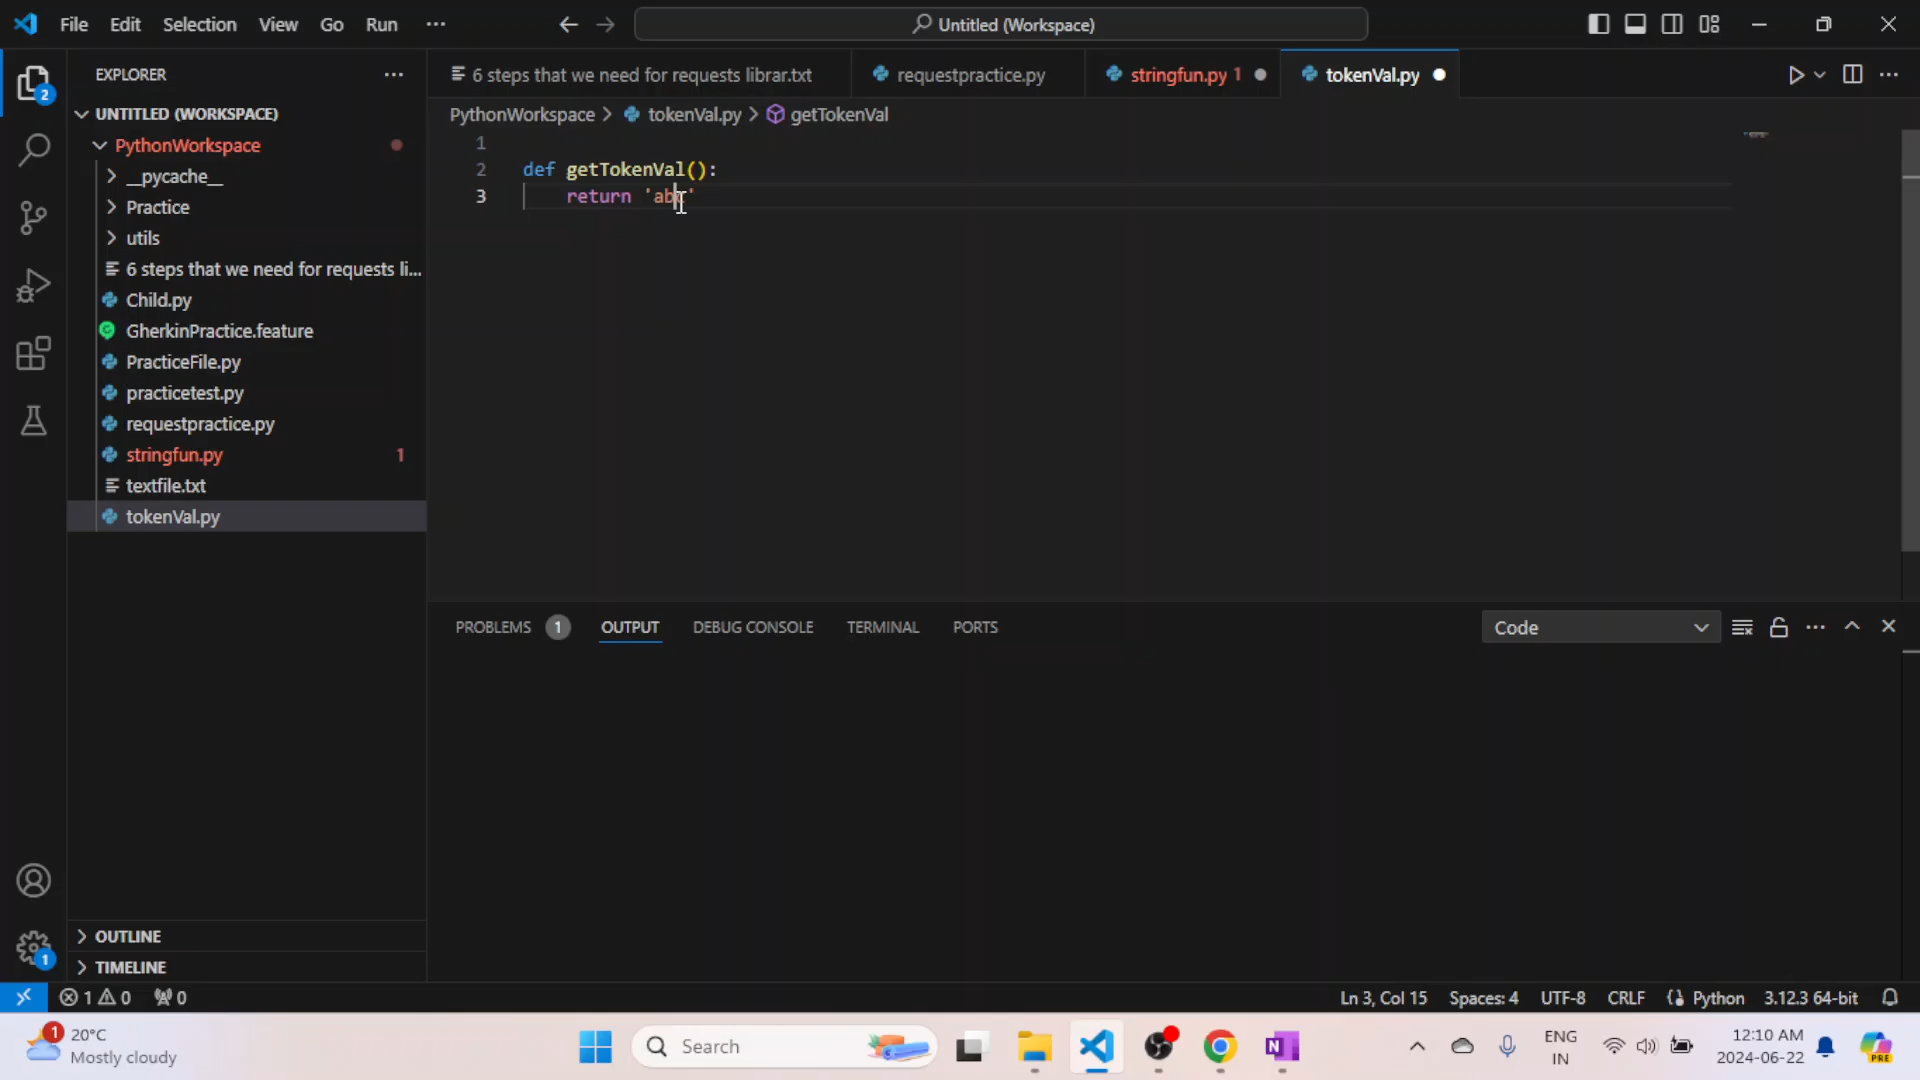 File Edit Selection View Go Run ...
Untitled (Workspace)
EXPLORER
6 steps that we need for requests librar.txt
requestpractice.py
stringfun.py 1
tokenVal.py
UNTITLED (WORKSPACE)
PythonWorkspace > tokenVal.py > getTokenVal
PythonWorkspace
__pycache__
Practice
utils
6 steps that we need for requests li...
Child.py
GherkinPractice.feature
PracticeFile.py
practicetest.py
requestpractice.py
stringfun.py 1
textfile.txt
tokenVal.py
1
2 def getTokenVal():
3 return 'abc'
PROBLEMS 1 OUTPUT DEBUG CONSOLE TERMINAL PORTS
Code
2
1
OUTLINE
TIMELINE
1 0 0
Ln 3, Col 15 Spaces: 4 UTF-8 CRLF Python 3.12.3 64-bit
1
20°C
Mostly cloudy
Search
ENG
IN
12:10 AM
2024-06-22
PRE